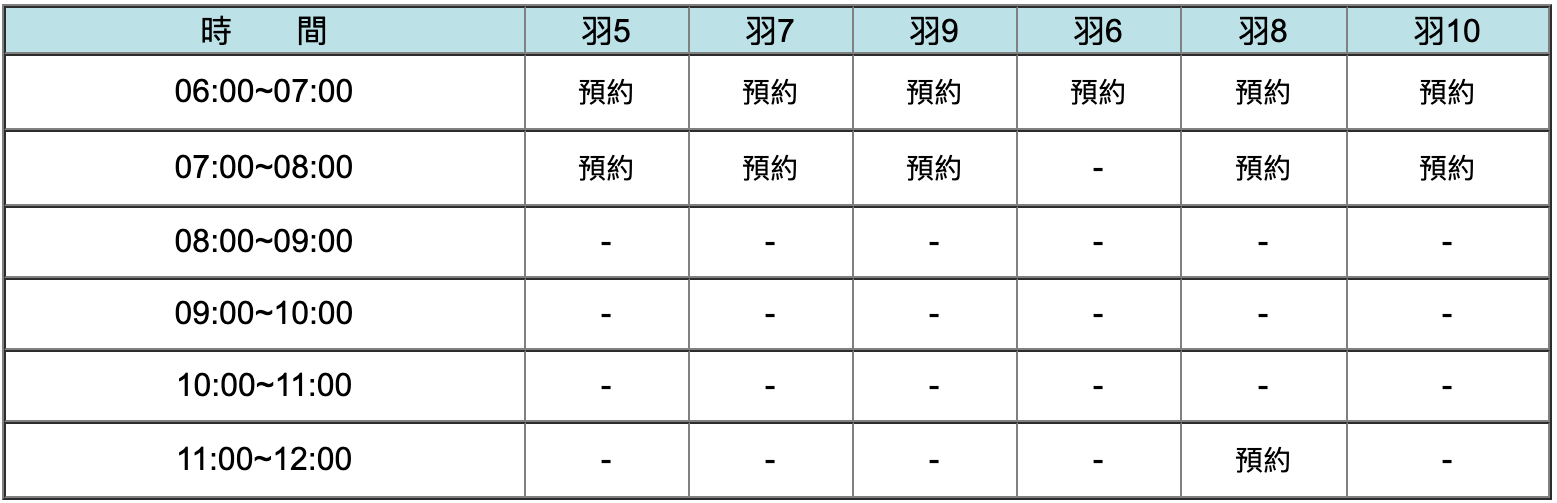 時 間 羽5 羽7 羽9 羽6 羽8 羽10
06:00~07:00 預約 預約 預約 預約 預約 預約
07:00~08:00 預約 預約 預約 - 預約 預約
08:00~09:00 - - - - - -
09:00~10:00 - - - - - -
10:00~11:00 - - - - - -
11:00~12:00 - - - - 預約 -